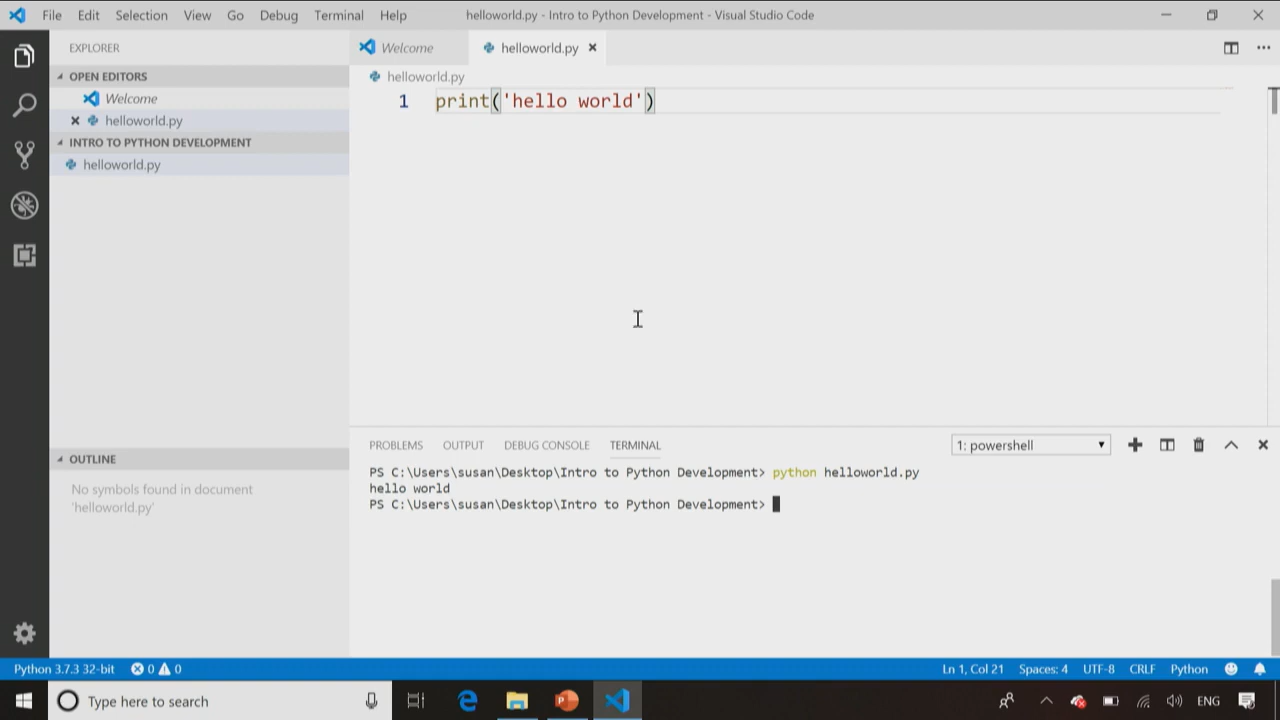 File Edit Selection View Go Debug Terminal Help helloworld.py - Intro to Python Development - Visual Studio Code
EXPLORER
OPEN EDITORS
Welcome
helloworld.py
INTRO TO PYTHON DEVELOPMENT
helloworld.py
OUTLINE
No symbols found in document
'helloworld.py'
Welcome helloworld.py
helloworld.py
1 print('hello world')
PROBLEMS OUTPUT DEBUG CONSOLE TERMINAL 1: powershell
PS C:\Users\susan\Desktop\Intro to Python Development> python helloworld.py
hello world
PS C:\Users\susan\Desktop\Intro to Python Development>
Python 3.7.3 32-bit 0 0 Ln 1, Col 21 Spaces: 4 UTF-8 CRLF Python
Type here to search ENG